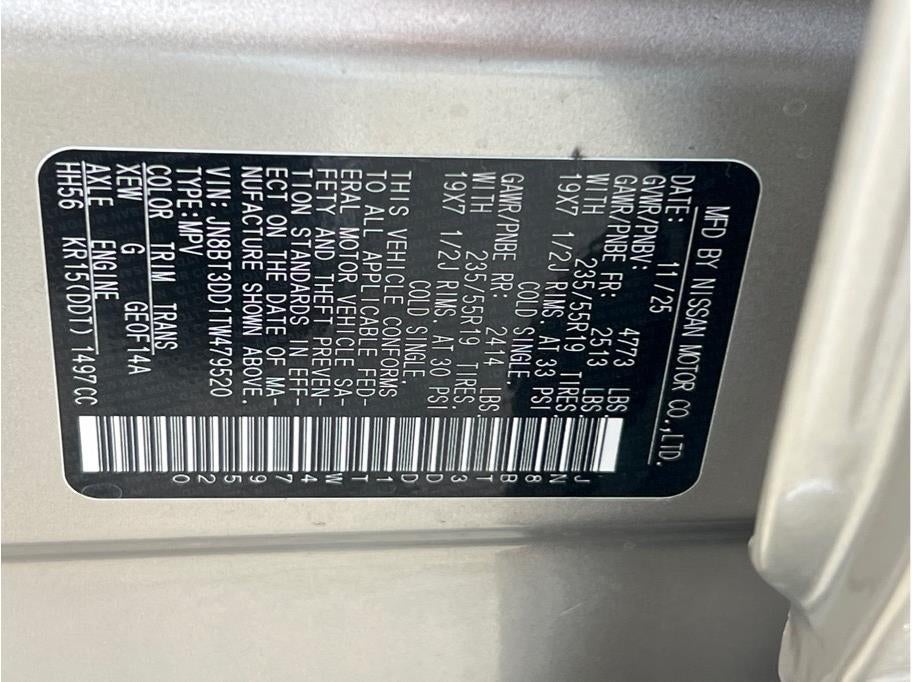 MFD BY NISSAN MOTOR CO.,LTD.
DATE: 11/25
GVWR/PNBV: 4773 LBS.
GAWR/PNBE FR: 2513 LBS.
WITH 235/55R19 TIRES.
19X7 1/2J RIMS. AT 33 PSI
COLD SINGLE,
GAWR/PNBE RR: 2414 LBS.
WITH 235/55R19 TIRES.
19X7 1/2J RIMS. AT 30 PSI
COLD SINGLE,
THIS VEHICLE CONFORMS
TO ALL APPLICABLE FED-
ERAL MOTOR VEHICLE SA-
FETY AND THEFT PREVEN-
TION STANDARDS IN EFF-
ECT ON THE DATE OF MA-
NUFACTURE SHOWN ABOVE.
VIN: JN8BT3DD1TW479520
TYPE:MPV
COLOR TRIM TRANS
XEW G GE0F14A
AXLE ENGINE
HH56 KR15(DDT) 1497CC
JN8BT3DD1TW479520